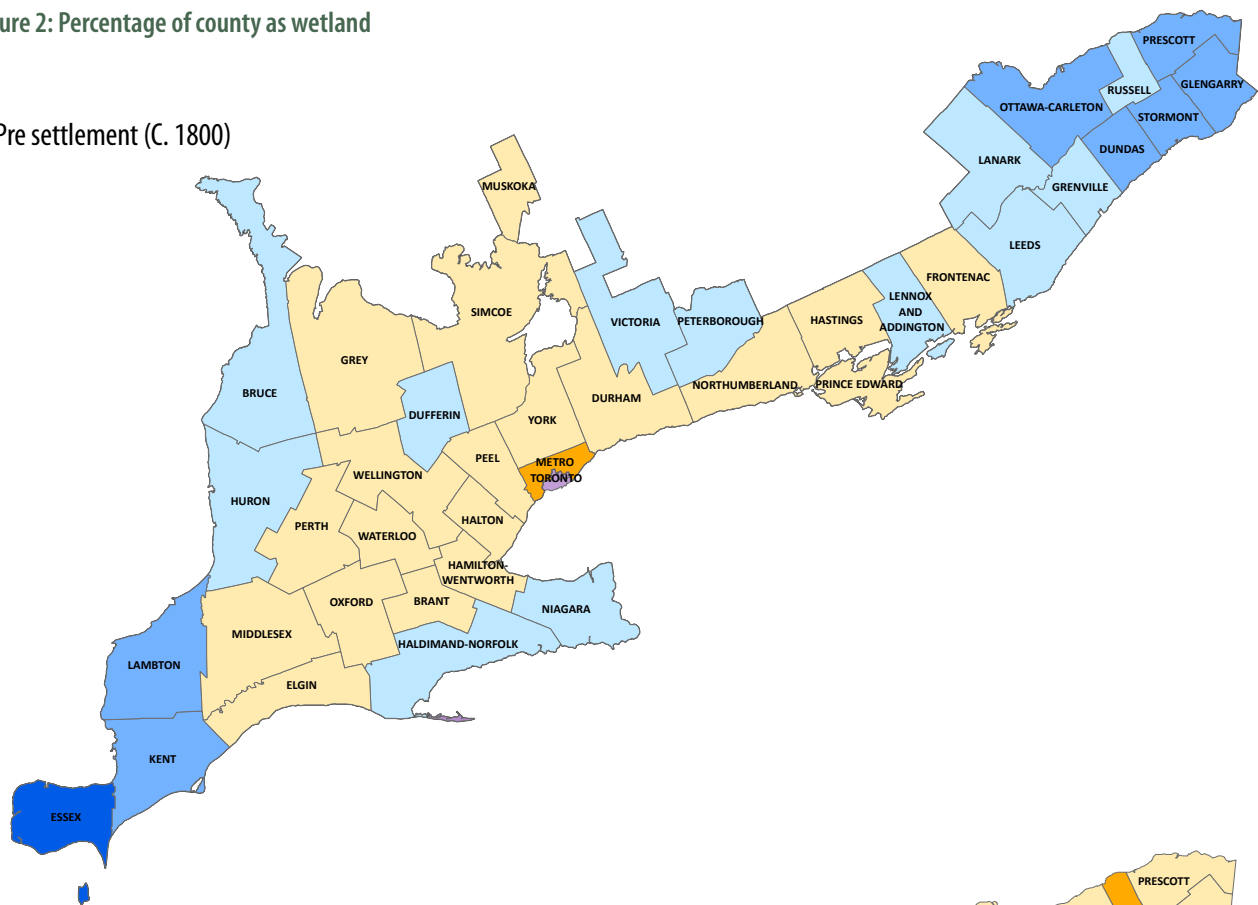 ure 2: Percentage of county as wetland
Pre settlement (C. 1800)
PRESCOTT
GLENGARRY
RUSSELL
OTTAWA-CARLETON
STORMONT
DUNDAS
LANARK
GRENVILLE
MUSKOKA
LEEDS
FRONTENAC
LENNOX
AND
ADDINGTON
SIMCOE
HASTINGS
VICTORIA
PETERBOROUGH
GREY
PRINCE EDWARD
NORTHUMBERLAND
BRUCE
DURHAM
DUFFERIN
YORK
PEEL
METRO
TORONTO
WELLINGTON
HURON
HALTON
PERTH
WATERLOO
HAMILTON-
WENTWORTH
OXFORD
BRANT
NIAGARA
MIDDLESEX
HALDIMAND-NORFOLK
LAMBTON
ELGIN
KENT
ESSEX
PRESCOTT